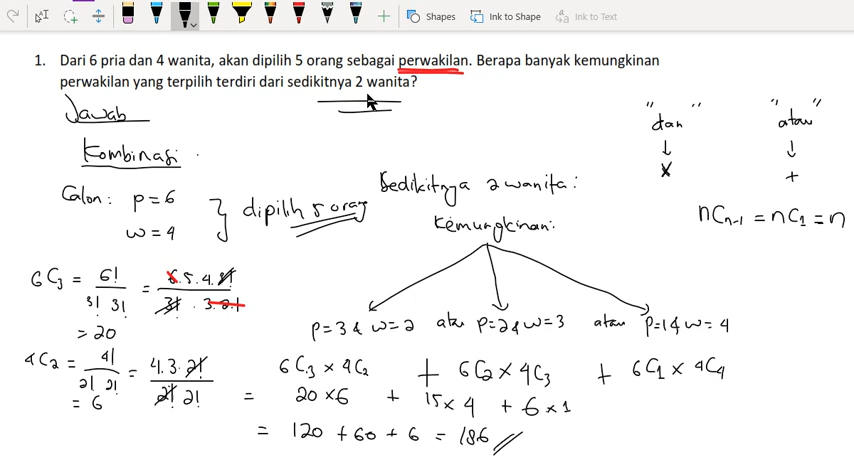 Shapes Ink to Shape Ink to Text
1. Dari 6 pria dan 4 wanita, akan dipilih 5 orang sebagai perwakilan. Berapa banyak kemungkinan
perwakilan yang terpilih terdiri dari sedikitnya 2 wanita?
Jawab
Kombinasi .
Calon : P = 6
W = 4
} dipilih 5 orang
Sedikitnya 2 wanita :
Kemungkinan :
"dan" "atau"
↓ ↓
× +
nCn-1 = nC1 = n
P=3 & W=2 atau P=2 & W=3 atau P=1 & W=4
6C3 × 4C2 + 6C2 × 4C3 + 6C1 × 4C4
= 20 × 6 + 15 × 4 + 6 × 1
= 120 + 60 + 6 = 186
6C3 = 6! / 3! 3! = 6.5.4.3! / 3! . 3.2.1
= 20
4C2 = 4! / 2! 2! = 4.3.2! / 2! 2!
= 6